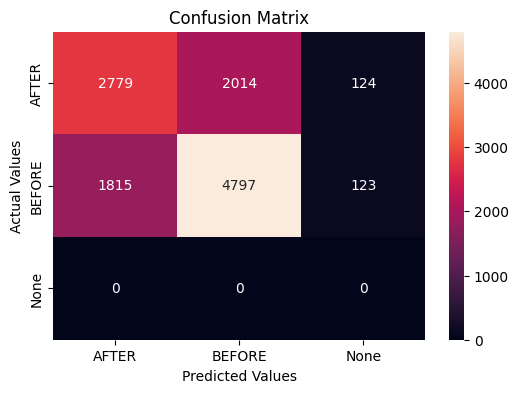 Confusion Matrix
Actual Values
AFTER
2779 2014 124
BEFORE
1815 4797 123
None
0 0 0
AFTER BEFORE None
Predicted Values
4000
3000
2000
1000
0